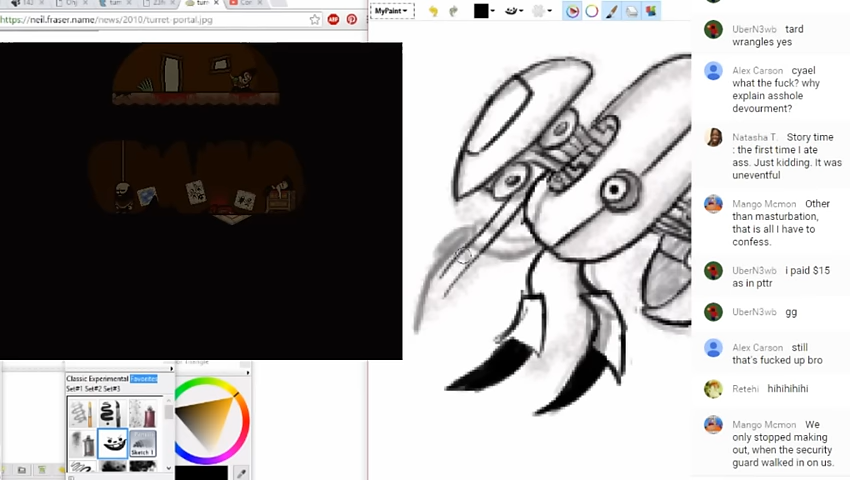 https://neil.fraser.name/news/2010/turret-portal.jpg
MyPaint
Classic Experimental Favorites
Set#1 Set#2 Set#3
Sketch 1
UberN3wb tard
wrangles yes
Alex Carson cyael
what the fuck? why
explain asshole
devourment?
Natasha T. Story time
: the first time I ate
ass. Just kidding. It was
uneventful
Mango Mcmon Other
than masturbation,
that is all I have to
confess.
UberN3wb i paid $15
as in pttr
UberN3wb gg
Alex Carson still
that's fucked up bro
Retehi hihihihihi
Mango Mcmon We
only stopped making
out, when the security
guard walked in on us.